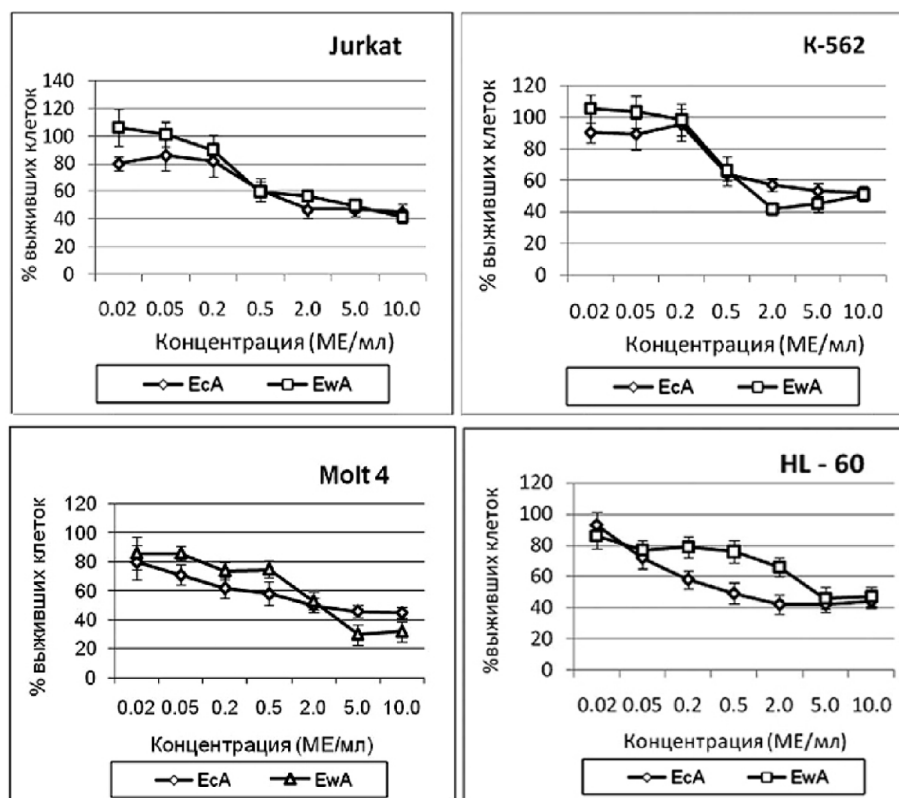 Jurkat
% выживших клеток
140
120
100
80
60
40
20
0
0.02 0.05 0.2 0.5 2.0 5.0 10.0
Концентрация (МЕ/мл)
EcA EwA
К-562
% выживших клеток
120
100
80
60
40
20
0
0.02 0.05 0.2 0.5 2.0 5.0 10.0
Концентрация (МЕ/мл)
EcA EwA
Molt 4
% выживших клеток
120
100
80
60
40
20
0
0.02 0.05 0.2 0.5 2.0 5.0 10.0
Концентрация (МЕ/мл)
EcA EwA
HL - 60
%выживших клеток
120
100
80
60
40
20
0
0.02 0.05 0.2 0.5 2.0 5.0 10.0
Концентрация (МЕ/мл)
EcA EwA